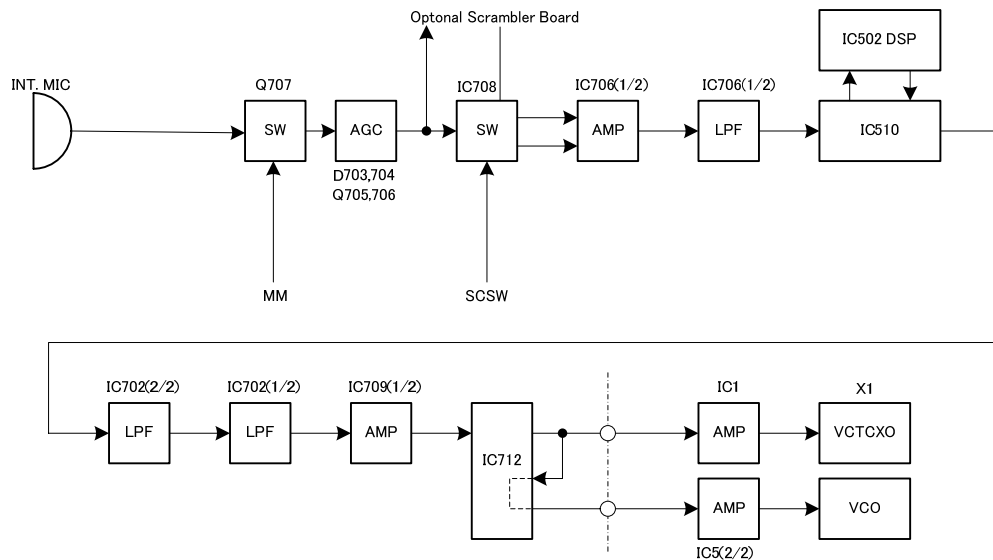 Optonal Scrambler Board
IC502 DSP
INT. MIC
Q707
IC708
IC706(1/2)
IC706(1/2)
SW
AGC
SW
AMP
LPF
IC510
D703,704
Q705,706
MM
SCSW
IC702(2/2)
IC702(1/2)
IC709(1/2)
IC1
X1
LPF
LPF
AMP
IC712
AMP
VCTCXO
AMP
VCO
IC5(2/2)